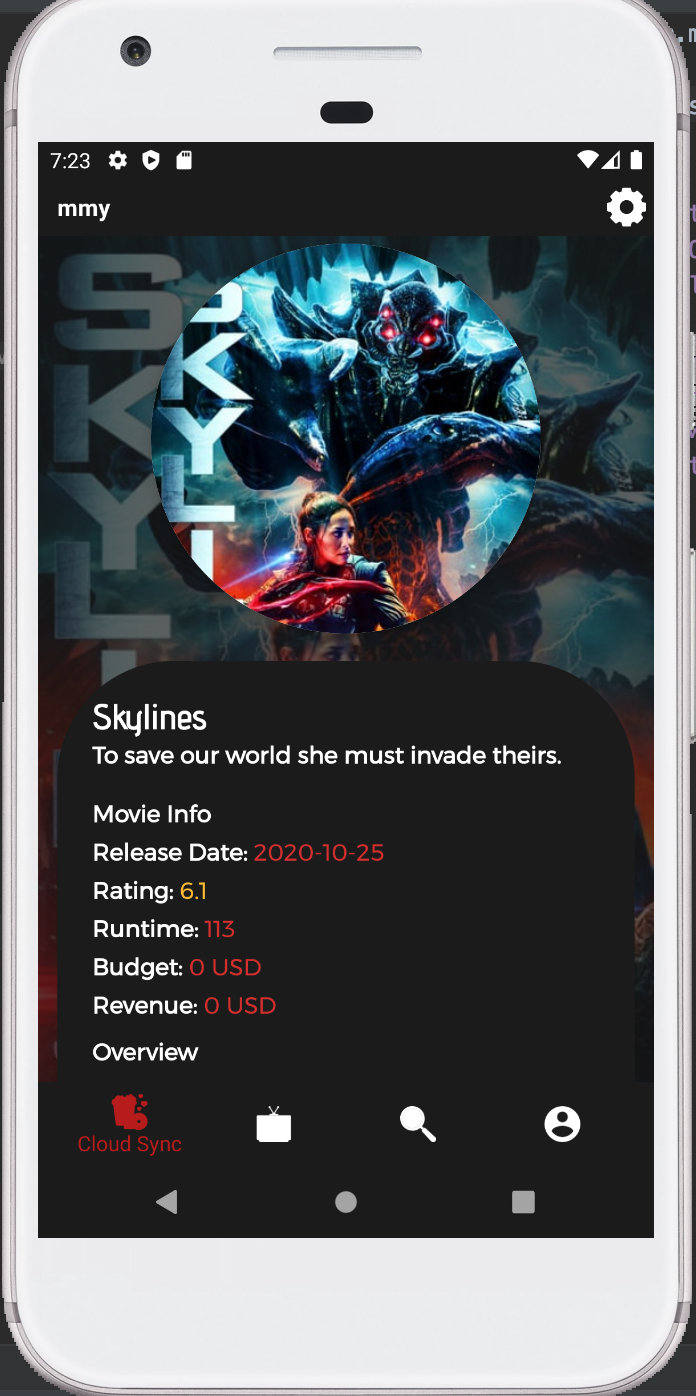 7:23
mmy
SKYLI
SKYLI
Skylines
To save our world she must invade theirs.
Movie Info
Release Date: 2020-10-25
Rating: 6.1
Runtime: 113
Budget: 0 USD
Revenue: 0 USD
Overview
Cloud Sync